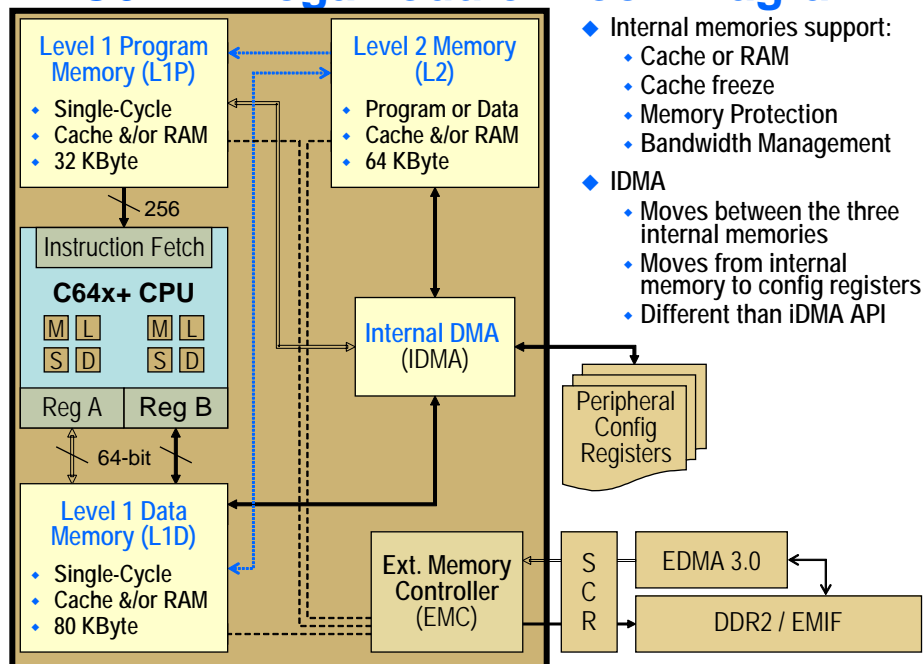 Level 1 Program
Memory (L1P)
Single-Cycle
Cache &/or RAM
32 KByte
Level 2 Memory
(L2)
Program or Data
Cache &/or RAM
64 KByte
256
Instruction Fetch
C64x+ CPU
M L M L
S D S D
Reg A Reg B
64-bit
Level 1 Data
Memory (L1D)
Single-Cycle
Cache &/or RAM
80 KByte
Internal DMA
(IDMA)
Ext. Memory
Controller
(EMC)
Peripheral
Config
Registers
S
C
R
EDMA 3.0
DDR2 / EMIF
Internal memories support:
Cache or RAM
Cache freeze
Memory Protection
Bandwidth Management
IDMA
Moves between the three
internal memories
Moves from internal
memory to config registers
Different than iDMA API